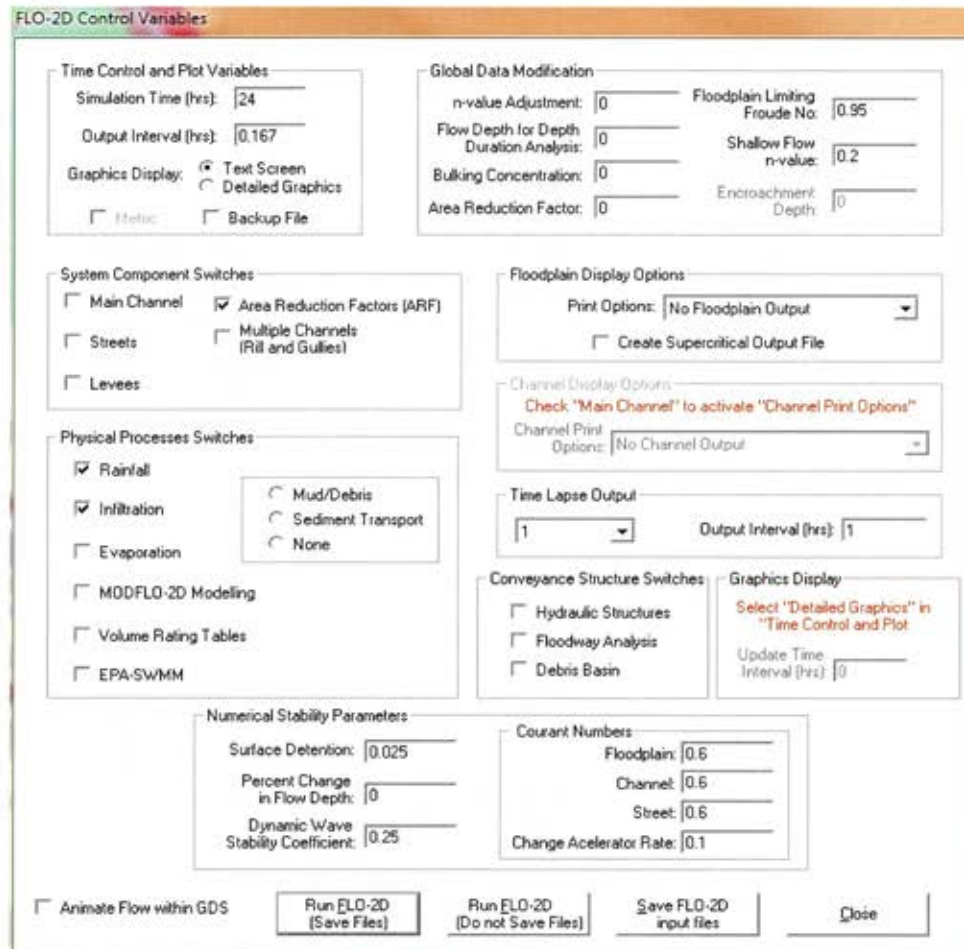 FLO-2D Control Variables
Time Control and Plot Variables
Simulation Time (hrs): 24
Output Interval (hrs): 0.167
Graphics Display: Text Screen
Detailed Graphics
Metric Backup File
Global Data Modification
n-value Adjustment: 0
Flow Depth for Depth
Duration Analysis: 0
Bulking Concentration: 0
Area Reduction Factor: 0
Floodplain Limiting
Froude No: 0.95
Shallow Flow
n-value: 0.2
Encroachment
Depth: 0
System Component Switches
Main Channel
Area Reduction Factors (ARF)
Streets
Multiple Channels
(Rill and Gullies)
Levees
Floodplain Display Options
Print Options: No Floodplain Output
Create Supercritical Output File
Channel Display Options
Check "Main Channel" to activate "Channel Print Options"
Channel Print
Options: No Channel Output
Physical Processes Switches
Rainfall
Infiltration
Evaporation
MODFLO-2D Modelling
Volume Rating Tables
EPA-SWMM
Mud/Debris
Sediment Transport
None
Time Lapse Output
1 Output Interval (hrs): 1
Conveyance Structure Switches
Hydraulic Structures
Floodway Analysis
Debris Basin
Graphics Display
Select "Detailed Graphics" in
"Time Control and Plot
Update Time
Interval (hrs): 0
Numerical Stability Parameters
Surface Detention: 0.025
Percent Change
in Flow Depth: 0
Dynamic Wave
Stability Coefficient: 0.25
Courant Numbers
Floodplain: 0.6
Channel: 0.6
Street: 0.6
Change Acelerator Rate: 0.1
Animate Flow within GDS
Run FLO-2D
(Save Files)
Run FLO-2D
(Do not Save Files)
Save FLO-2D
input files
Close